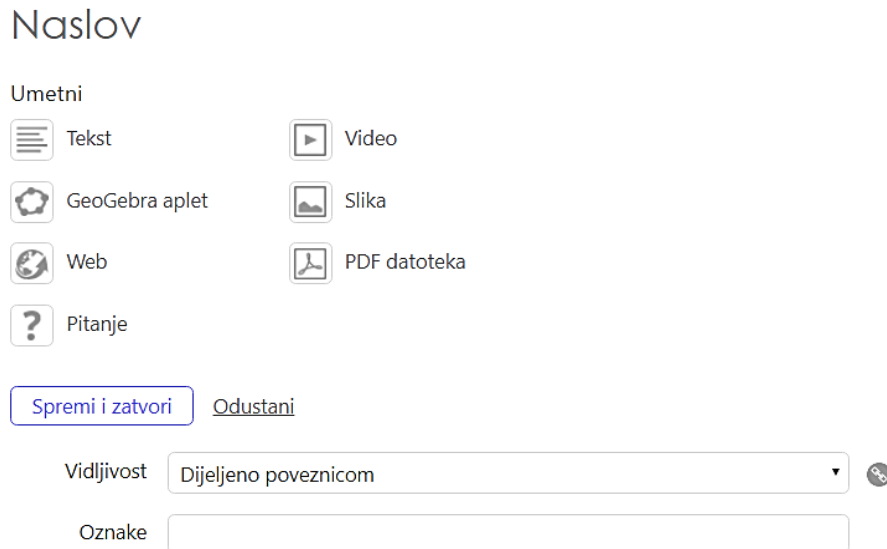 Naslov
Umetni
Tekst
Video
GeoGebra aplet
Slika
Web
PDF datoteka
Pitanje
Spremi i zatvori Odustani
Vidljivost Dijeljeno poveznicom
Oznake